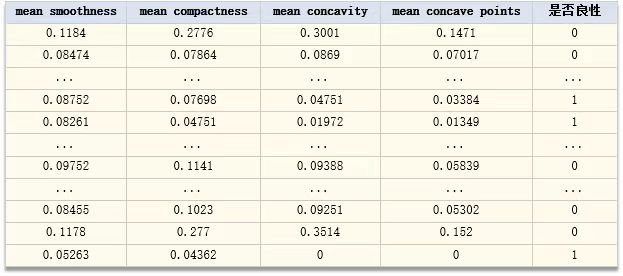 mean smoothness mean compactness mean concavity mean concave points 是否良性
0.1184 0.2776 0.3001 0.1471 0
0.08474 0.07864 0.0869 0.07017 0
... ... ... ... ...
0.08752 0.07698 0.04751 0.03384 1
0.08261 0.04751 0.01972 0.01349 1
... ... ... ... ...
0.09752 0.1141 0.09388 0.05839 0
... ... ... ... ...
0.08455 0.1023 0.09251 0.05302 0
0.1178 0.277 0.3514 0.152 0
0.05263 0.04362 0 0 1